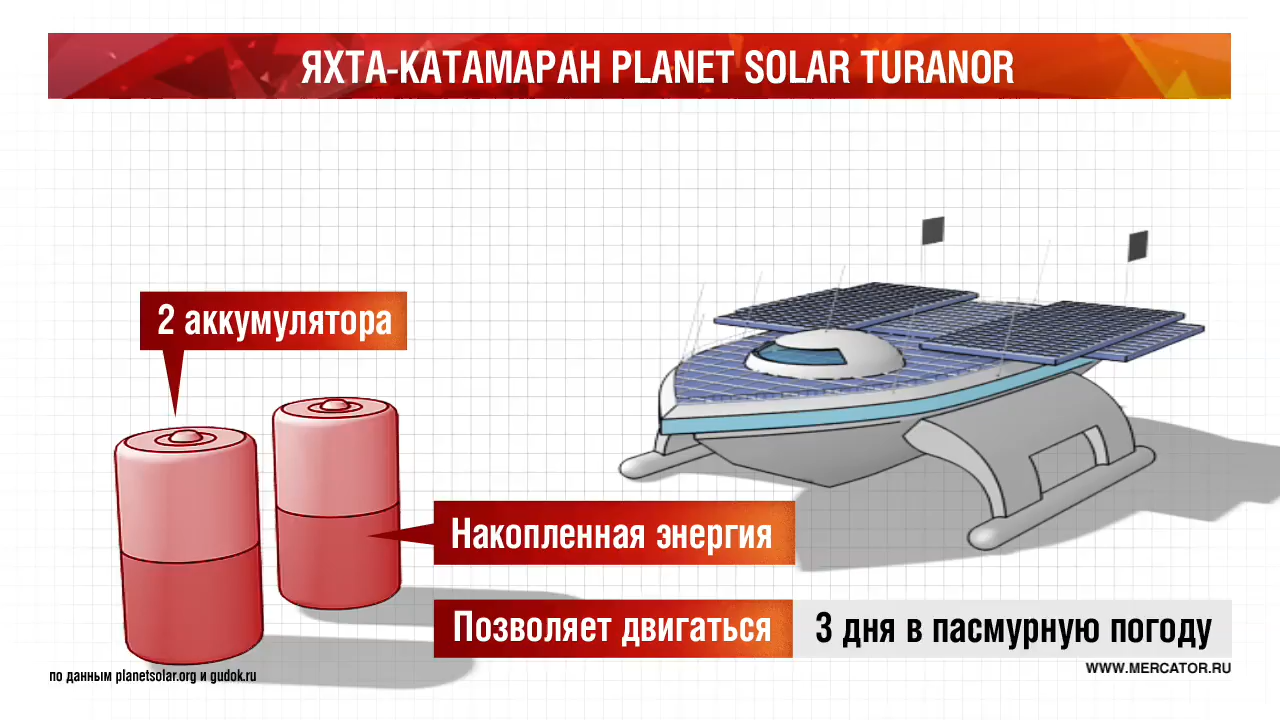 ЯХТА-КАТАМАРАН PLANET SOLAR TURANOR
2 аккумулятора
Накопленная энергия
Позволяет двигаться 3 дня в пасмурную погоду
по данным planetsolar.org и gudok.ru
WWW.MERCATOR.RU